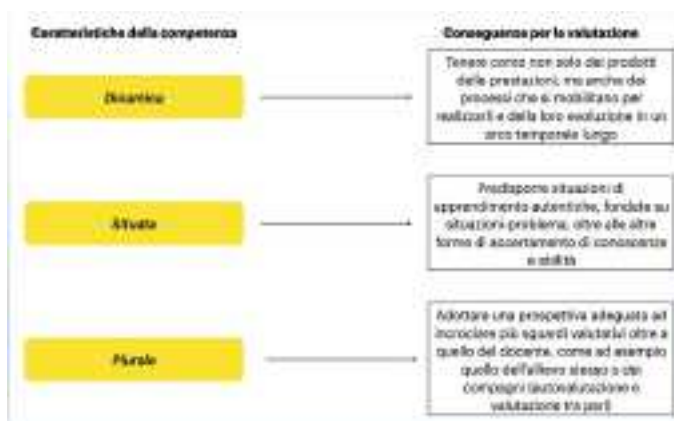 Caratteristiche della competenza
Conseguenze per la valutazione
Dinamica
Tenere conto non solo dei prodotti
delle prestazioni, ma anche dei
processi che si mobilitano per
realizzarli e della loro evoluzione in un
arco temporale lungo
Situata
Predisporre situazioni di
apprendimento autentiche, fondate su
situazioni problema, oltre alle altre
forme di accertamento di conoscenze
e abilità
Plurale
Adottare una prospettiva adeguata ad
incrociare più sguardi valutativi oltre a
quello del docente, come ad esempio
quello dell'allievo stesso o dei
compagni (autovalutazione e
valutazione tra pari)